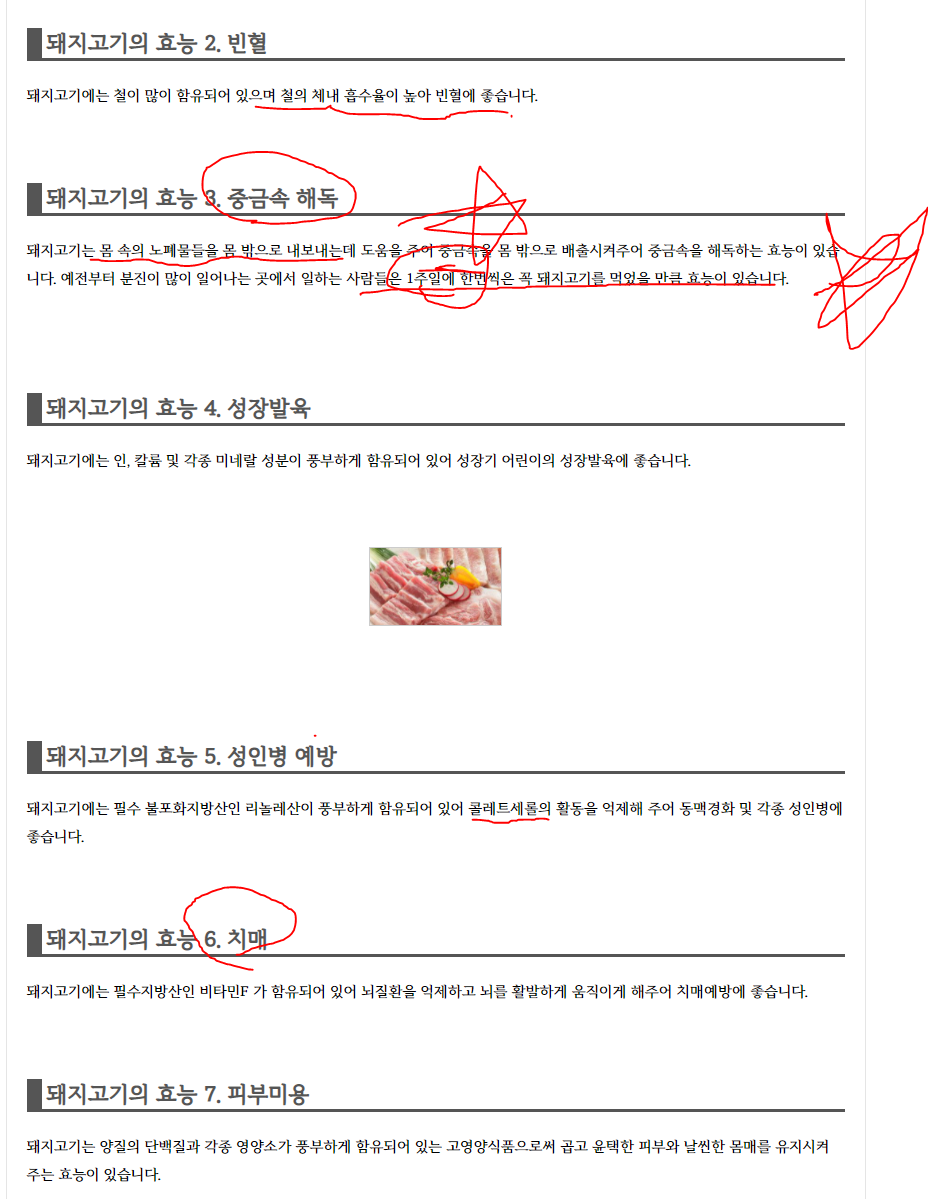 돼지고기의 효능 2. 빈혈
돼지고기에는 철이 많이 함유되어 있으며 철의 체내 흡수율이 높아 빈혈에 좋습니다.
돼지고기의 효능 3. 중금속 해독
돼지고기는 몸 속의 노폐물들을 몸 밖으로 내보내는데 도움을 주어 중금속을 몸 밖으로 배출시켜주어 중금속을 해독하는 효능이 있습
니다. 예전부터 분진이 많이 일어나는 곳에서 일하는 사람들은 1주일에 한번씩은 꼭 돼지고기를 먹었을 만큼 효능이 있습니다.
돼지고기의 효능 4. 성장발육
돼지고기에는 인, 칼륨 및 각종 미네랄 성분이 풍부하게 함유되어 있어 성장기 어린이의 성장발육에 좋습니다.
돼지고기의 효능 5. 성인병 예방
돼지고기에는 필수 불포화지방산인 리놀레산이 풍부하게 함유되어 있어 콜레트세롤의 활동을 억제해 주어 동맥경화 및 각종 성인병에
좋습니다.
돼지고기의 효능 6. 치매
돼지고기에는 필수지방산인 비타민F 가 함유되어 있어 뇌질환을 억제하고 뇌를 활발하게 움직이게 해주어 치매예방에 좋습니다.
돼지고기의 효능 7. 피부미용
돼지고기는 양질의 단백질과 각종 영양소가 풍부하게 함유되어 있는 고영양식품으로써 곱고 윤택한 피부와 날씬한 몸매를 유지시켜
주는 효능이 있습니다.